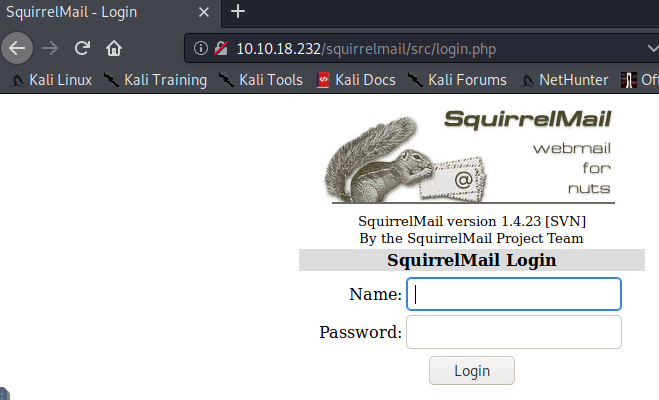 SquirrelMail - Login
10.10.18.232/squirrelmail/src/login.php
Kali Linux Kali Training Kali Tools Kali Docs Kali Forums NetHunter Of
SquirrelMail
webmail
for
nuts
@
SquirrelMail version 1.4.23 [SVN]
By the SquirrelMail Project Team
SquirrelMail Login
Name:
Password:
Login